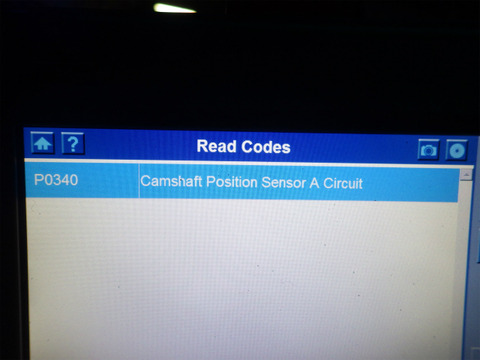 ?
Read Codes
P0340 Camshaft Position Sensor A Circuit